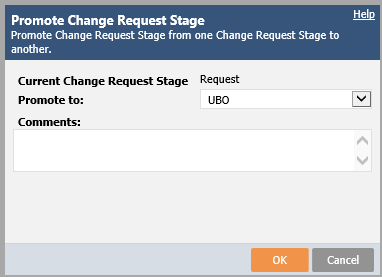 Promote Change Request Stage
Help
Promote Change Request Stage from one Change Request Stage to
another.
Current Change Request Stage Request
Promote to: UBO
Comments:
OK Cancel